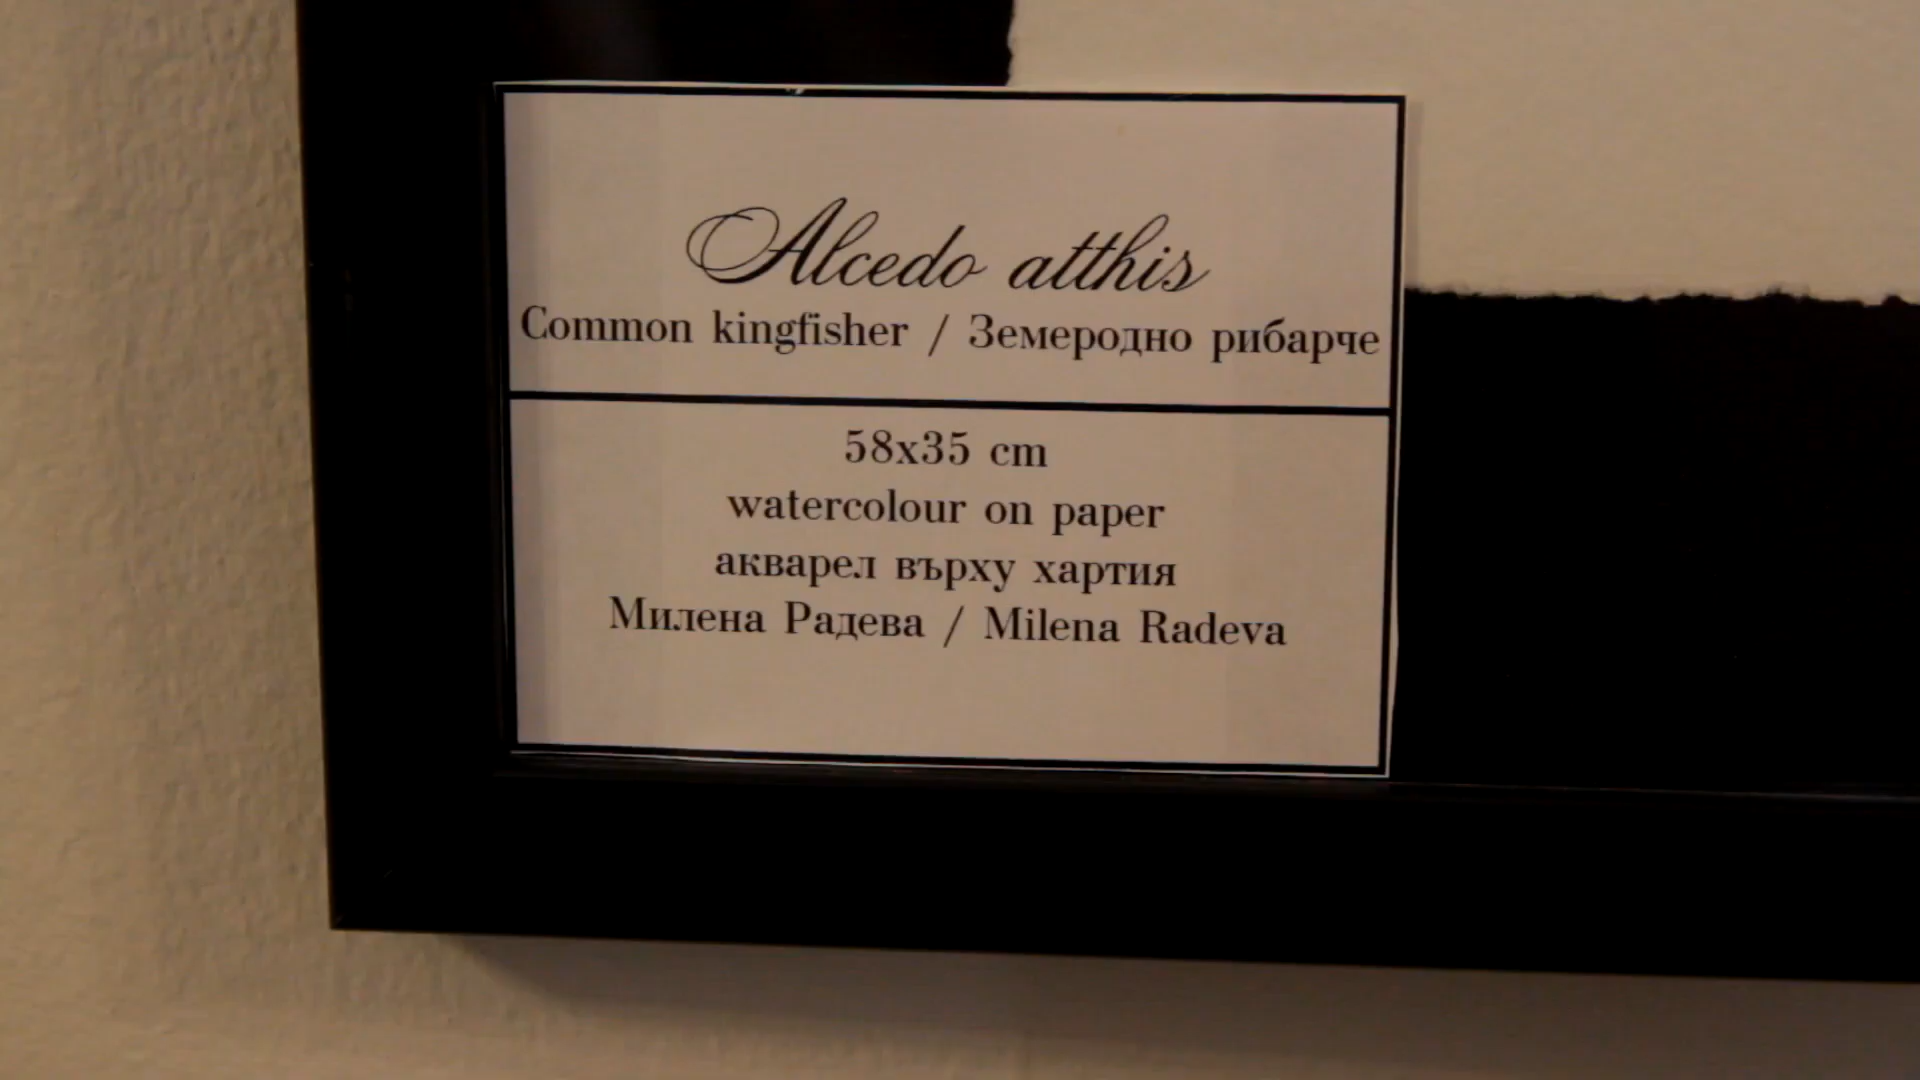 Alcedo atthis
Common kingfisher / Земеродно рибарче
58x35 cm
watercolour on paper
акварел върху хартия
Милена Радева / Milena Radeva